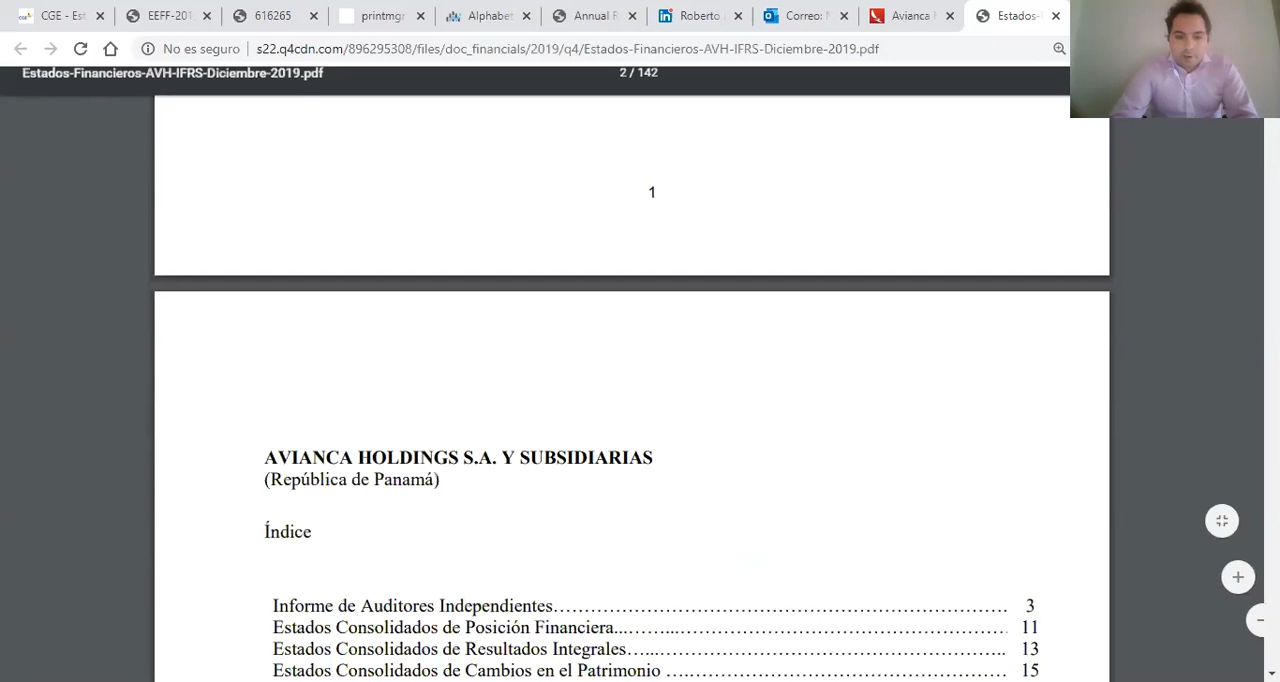 CGE - Est
EEFF-201
616265
printmgr
Alphabet
Annual R
Roberto
Correo:
Avianca
Estados-
No es seguro
s22.q4cdn.com/896295308/files/doc_financials/2019/q4/Estados-Financieros-AVH-IFRS-Diciembre-2019.pdf
Estados-Financieros-AVH-IFRS-Diciembre-2019.pdf
2 / 142
1
AVIANCA HOLDINGS S.A. Y SUBSIDIARIAS
(República de Panamá)
Índice
Informe de Auditores Independientes........................................................ 3
Estados Consolidados de Posición Financiera............................................ 11
Estados Consolidados de Resultados Integrales.......................................... 13
Estados Consolidados de Cambios en el Patrimonio .................................... 15